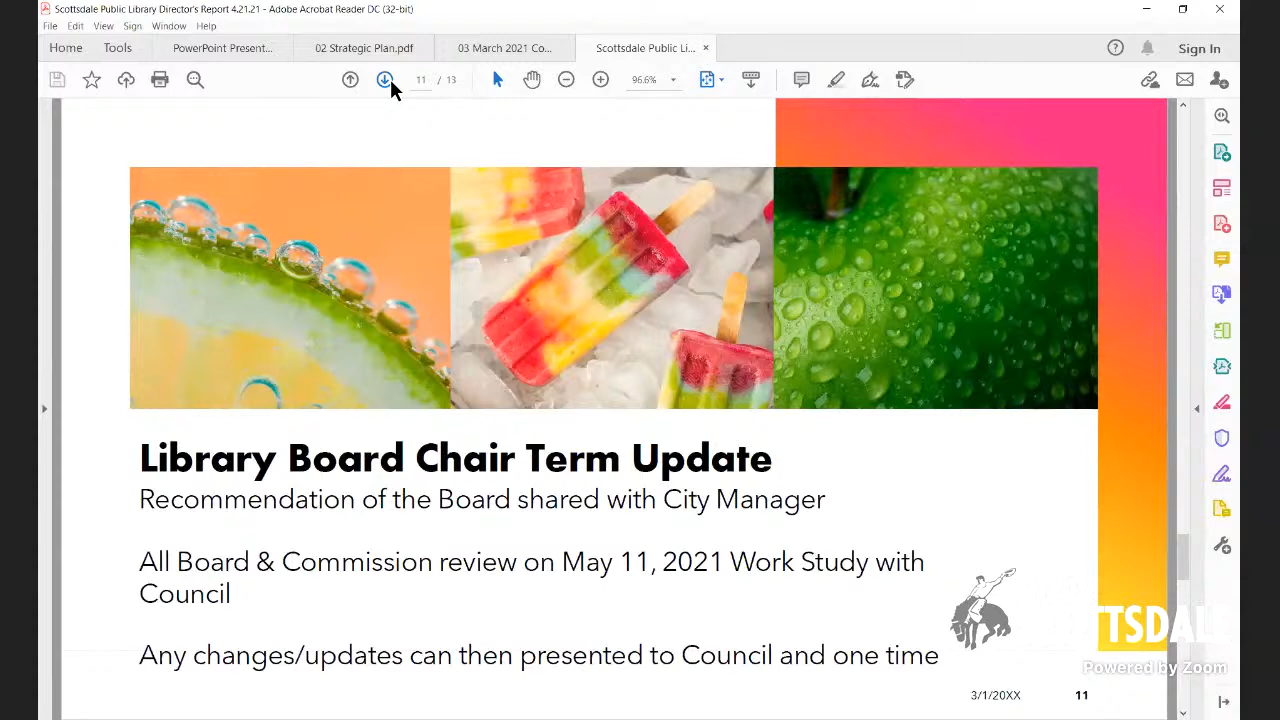 Scottsdale Public Library Director's Report 4.21.21 - Adobe Acrobat Reader DC (32-bit)
File Edit View Sign Window Help
Home Tools PowerPoint Present... 02 Strategic Plan.pdf 03 March 2021 Co... Scottsdale Public Li... × Sign In
11 / 13 96.6%
Library Board Chair Term Update
Recommendation of the Board shared with City Manager
All Board & Commission review on May 11, 2021 Work Study with
Council
Any changes/updates can then presented to Council and one time
TTSDALE
Powered by Zoom
3/1/20XX 11